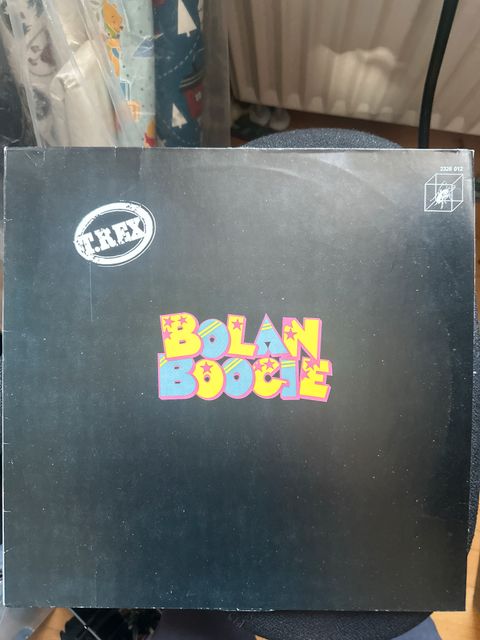 2326 012
T.REX
BOLAN
BOOGIE